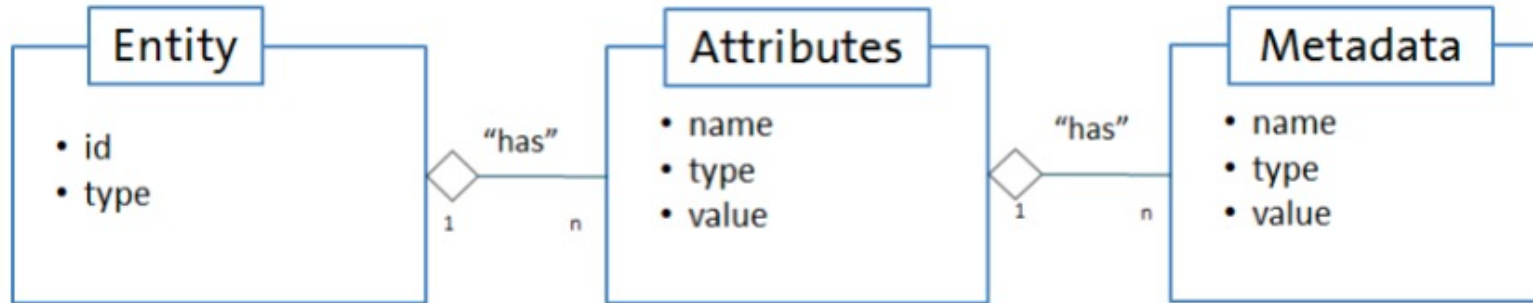 Entity
• id
• type
“has”
1
n
Attributes
• name
• type
• value
“has”
1
n
Metadata
• name
• type
• value